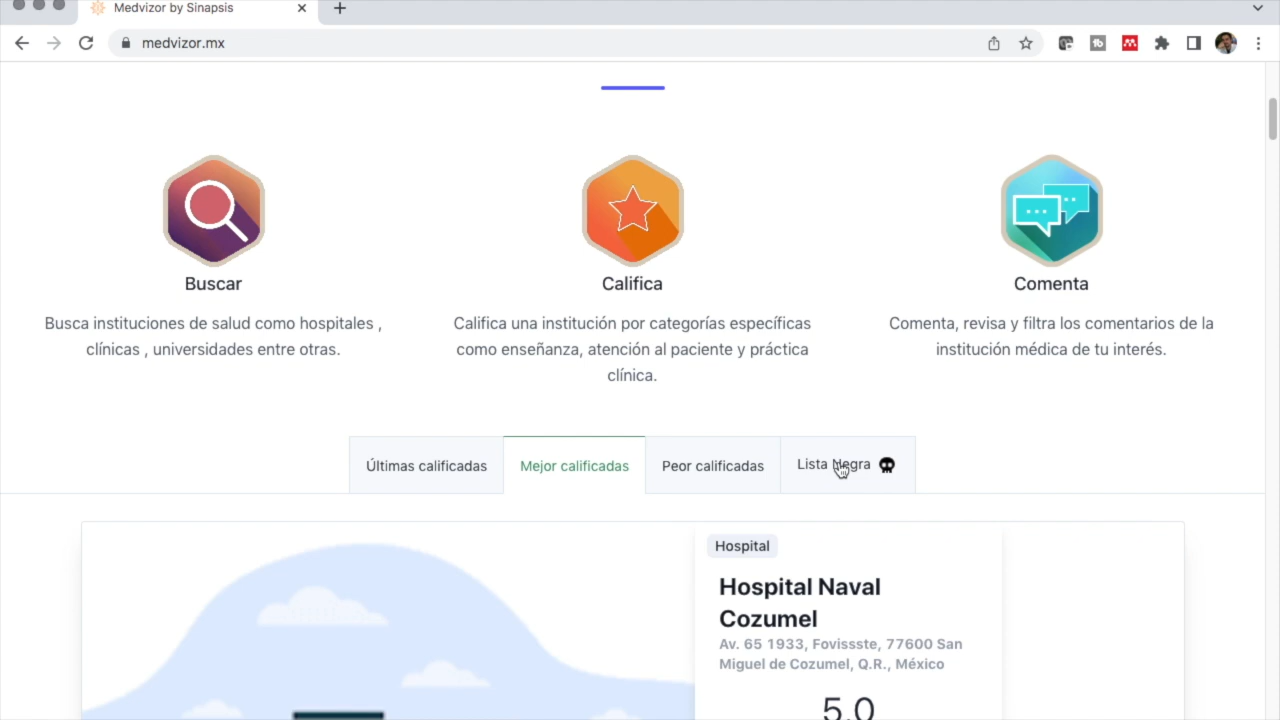 Medvizor by Sinapsis
medvizor.mx
Buscar
Busca instituciones de salud como hospitales ,
clínicas , universidades entre otras.
Califica
Califica una institución por categorías específicas
como enseñanza, atención al paciente y práctica
clínica.
Comenta
Comenta, revisa y filtra los comentarios de la
institución médica de tu interés.
Últimas calificadas
Mejor calificadas
Peor calificadas
Lista Negra
Hospital
Hospital Naval
Cozumel
Av. 65 1933, Fovissste, 77600 San
Miguel de Cozumel, Q.R., México
5.0